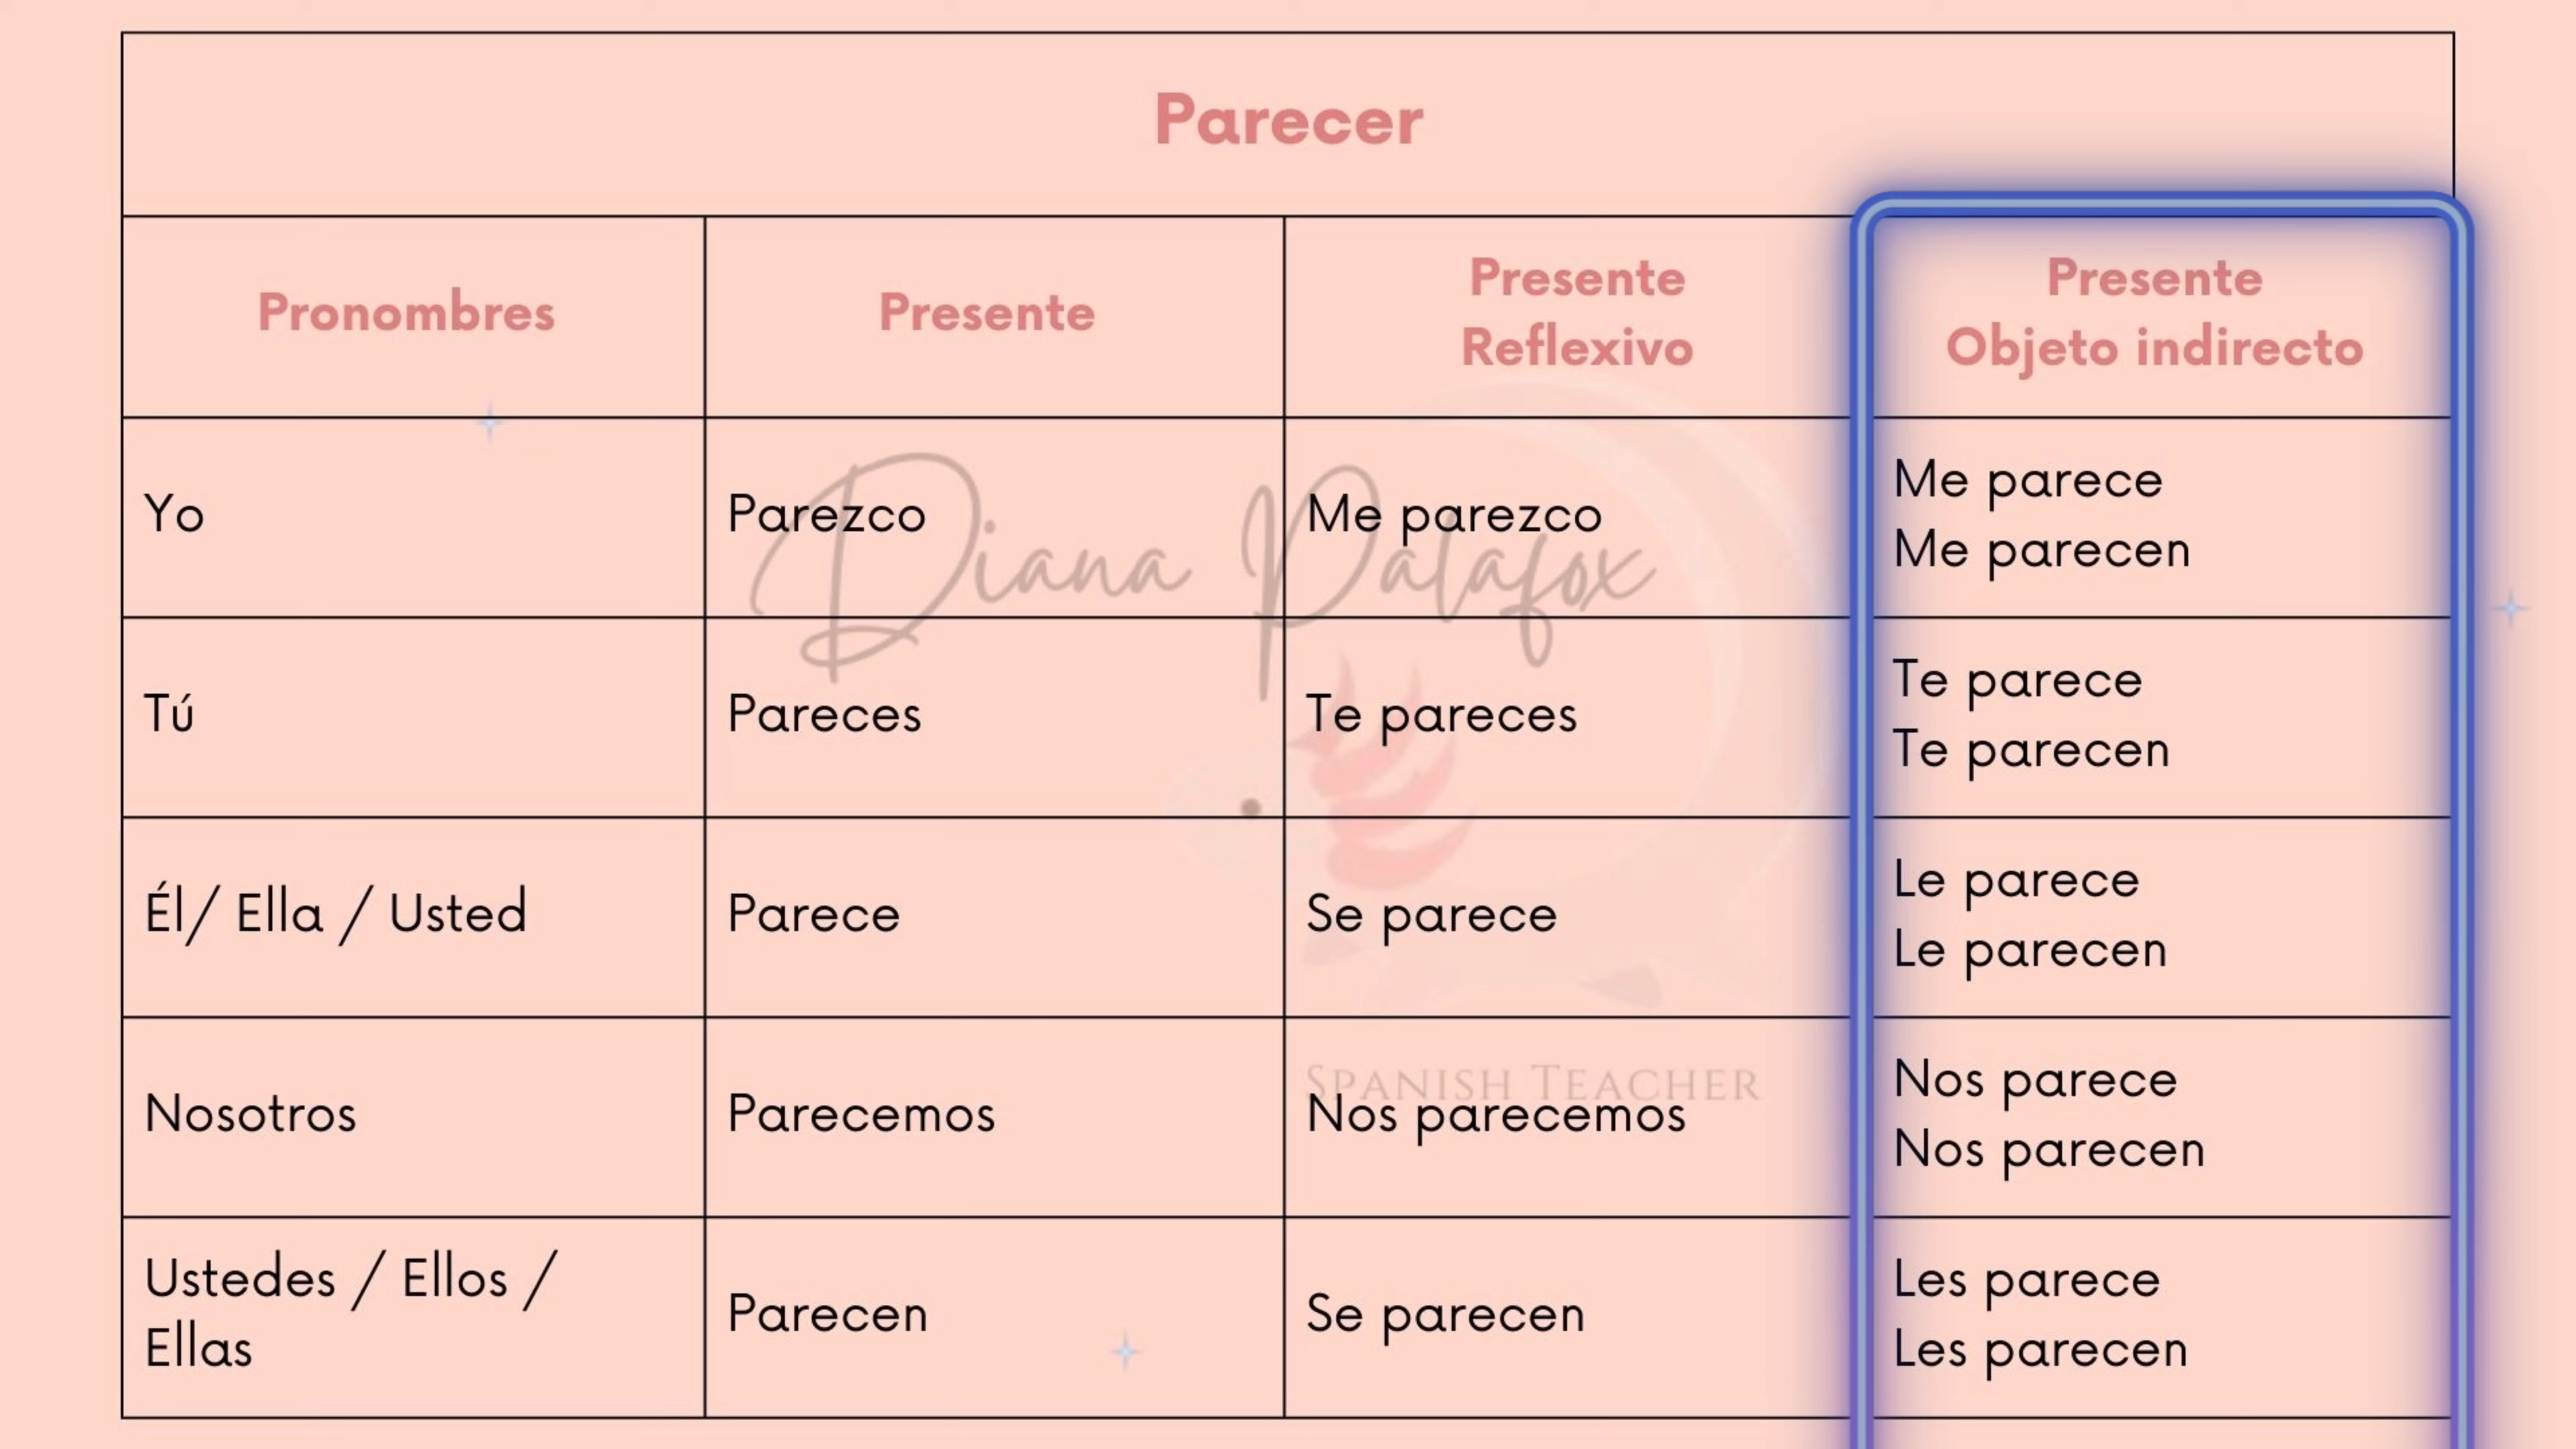 Parecer
Pronombres
Presente
Presente
Reflexivo
Presente
Objeto indirecto
Yo
Parezco
Me parezco
Me parece
Me parecen
Tú
Pareces
Te pareces
Te parece
Te parecen
Él/ Ella / Usted
Parece
Se parece
Le parece
Le parecen
Nosotros
Parecemos
Nos parecemos
Nos parece
Nos parecen
Ustedes / Ellos /
Ellas
Parecen
Se parecen
Les parece
Les parecen
Diana Palafox
SPANISH TEACHER